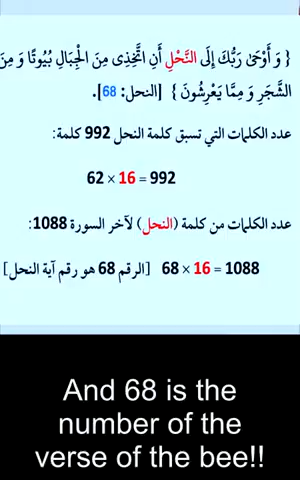 { وَ أَوْحَىٰ رَبُّكَ إِلَى النَّحْلِ أَنِ اتَّخِذِى مِنَ الْجِبَالِ بُيُوتًا وَ مِنَ
الشَّجَرِ وَ مِمَّا يَعْرِشُونَ } [النحل: 68].
عدد الكلمات التي تسبق كلمة النحل 992 كلمة:
62 × 16 = 992
عدد الكلمات من كلمة (النحل) لآخر السورة 1088:
68 × 16 = 1088 [الرقم 68 هو رقم آية النحل]
And 68 is the
number of the
verse of the bee!!